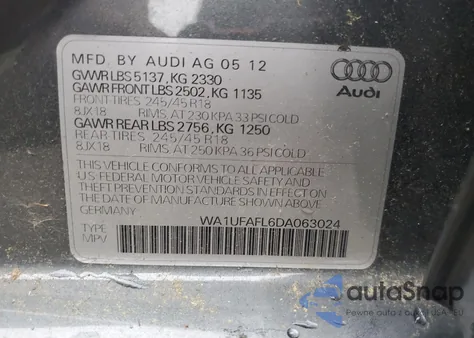 MFD. BY AUDI AG 05 12
GVWR LBS 5137, KG 2330
GAWR FRONT LBS 2502, KG 1135
FRONT TIRES 245/45 R18
8JX18 RIMS AT 230 KPA 33 PSI COLD
GAWR REAR LBS 2756, KG 1250
REAR TIRES 245/45 R18
8JX18 RIMS AT 250 KPA 36 PSI COLD
THIS VEHICLE CONFORMS TO ALL APPLICABLE
U.S. FEDERAL MOTOR VEHICLE SAFETY AND
THEFT PREVENTION STANDARDS IN EFFECT ON
THE DATE OF MANUFACTURE SHOWN ABOVE.
GERMANY
WA1UFAFL6DA063024
TYPE
MPV
Audi
autoSnap
Pewne auto z USA